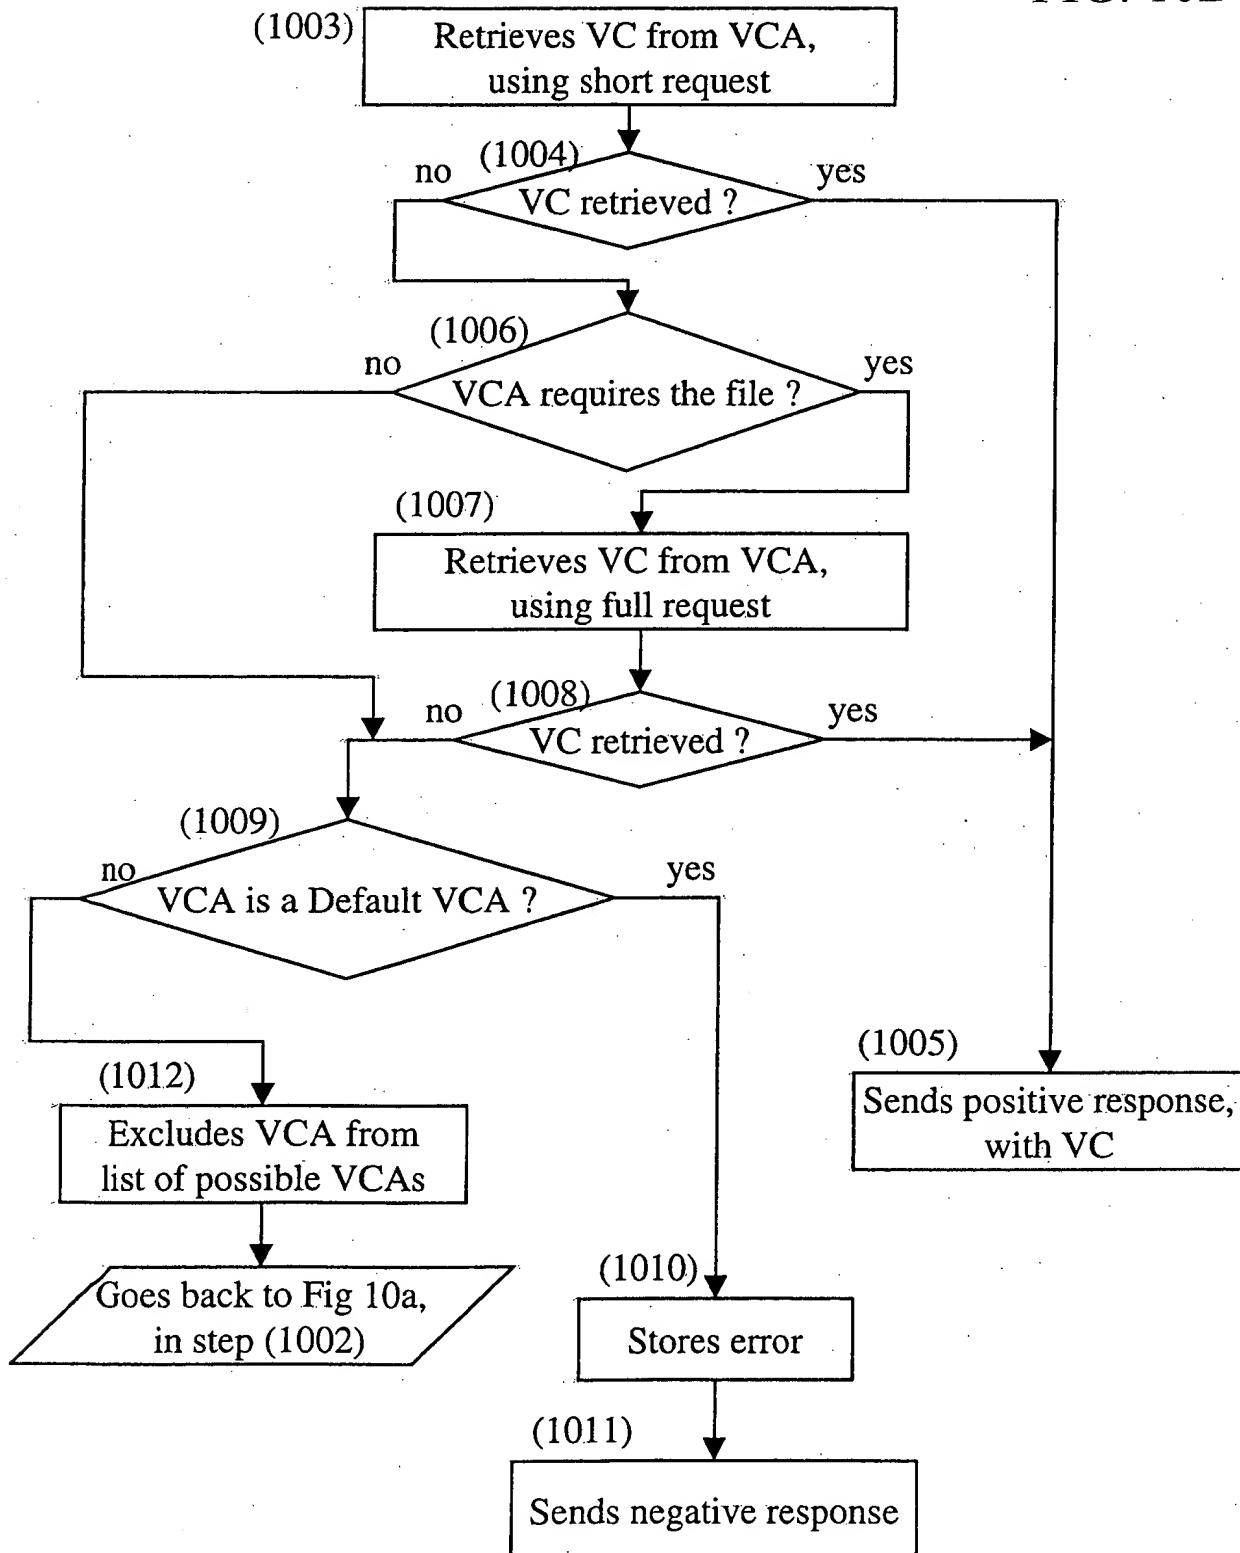 (1003)
Retrieves VC from VCA,
using short request
(1004)
no
yes
VC retrieved ?
(1006)
no
yes
VCA requires the file ?
(1007)
Retrieves VC from VCA,
using full request
(1008)
no
yes
VC retrieved ?
(1009)
no
yes
VCA is a Default VCA ?
(1005)
Sends positive response,
with VC
(1012)
Excludes VCA from
list of possible VCAs
Goes back to Fig 10a,
in step (1002)
(1010)
Stores error
(1011)
Sends negative response